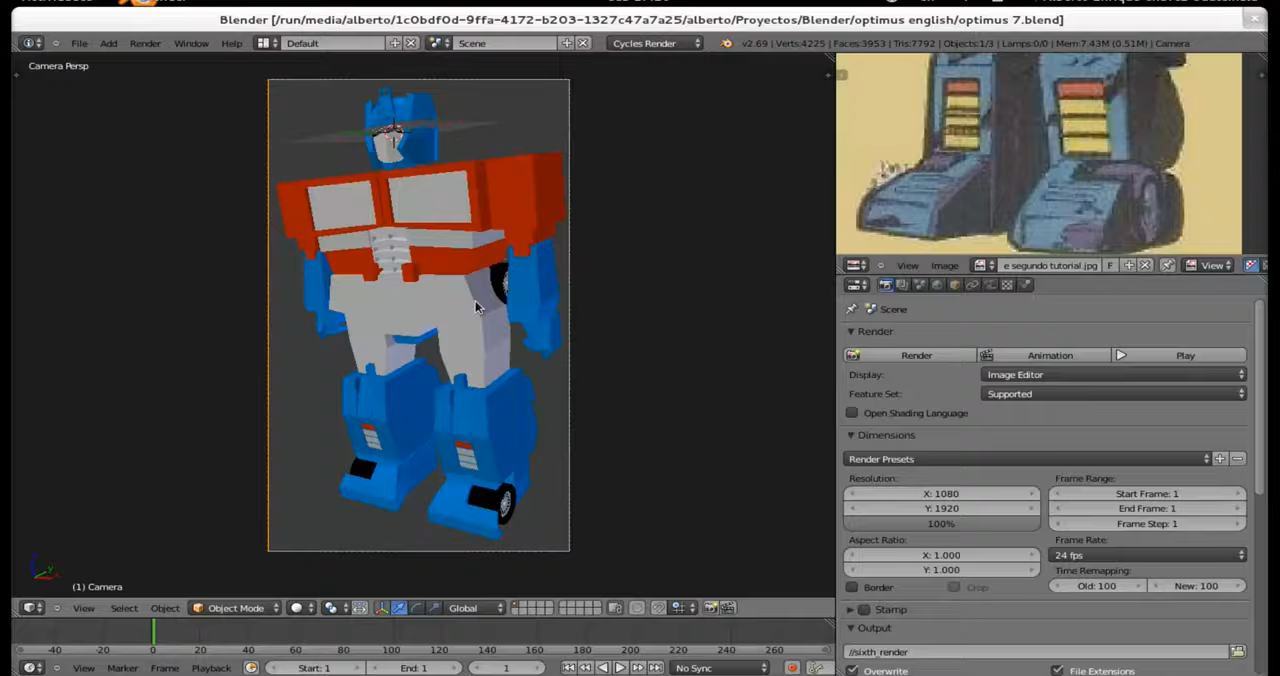 Blender [/run/media/alberto/1c0bdf0d-9ffa-4172-b203-1327c47a7a25/alberto/Proyectos/Blender/optimus english/optimus 7.blend]
File Add Render Window Help Default Scene Cycles Render v2.69 | Verts:4225 | Faces:3953 | Tris:7792 | Objects:1/3 | Lamps:0/0 | Mem:7.43M (0.51M) | Camera
Camera Persp
View Image e segundo tutorial.jpg F View
Scene
Render
Render Animation Play
Display: Image Editor
Feature Set: Supported
Open Shading Language
Dimensions
Render Presets
Resolution: Frame Range:
X: 1080 Start Frame: 1
Y: 1920 End Frame: 1
100% Frame Step: 1
Aspect Ratio: Frame Rate:
X: 1.000 24 fps
Y: 1.000 Time Remapping:
Border Crop Old: 100 New: 100
(1) Camera
View Select Object Object Mode Global
Stamp
Output
-40 -20 0 20 40 60 80 100 120 140 160 180 200 220 240 260
//sixth_render
View Marker Frame Playback Start: 1 End: 1 1 No Sync
Overwrite File Extensions